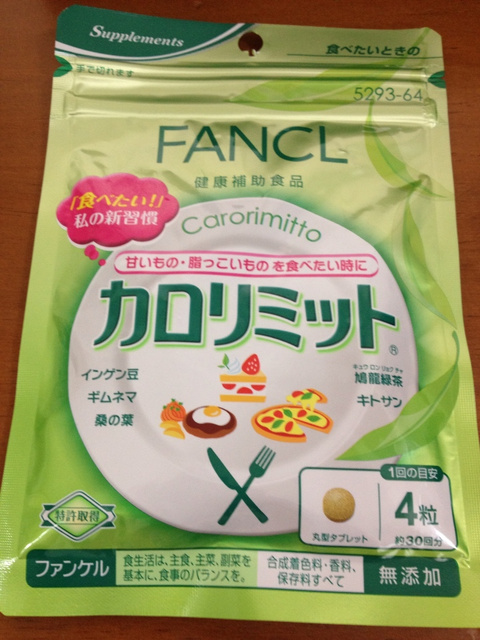 Supplements
食べたいときの
手で切れます
5293-64
FANCL
健康補助食品
「食べたい!」
私の新習慣
Carorimitto
甘いもの・脂っこいものを食べたい時に
カロリミット®
インゲン豆
ギムネマ
桑の葉
キュウ ロン リョク チャ
鳩龍緑茶
キトサン
特許取得
1回の目安
4粒
約30回分
丸型タブレット
ファンケル
食生活は、主食、主菜、副菜を
基本に、食事のバランスを。
合成着色料・香料、
保存料すべて
無添加